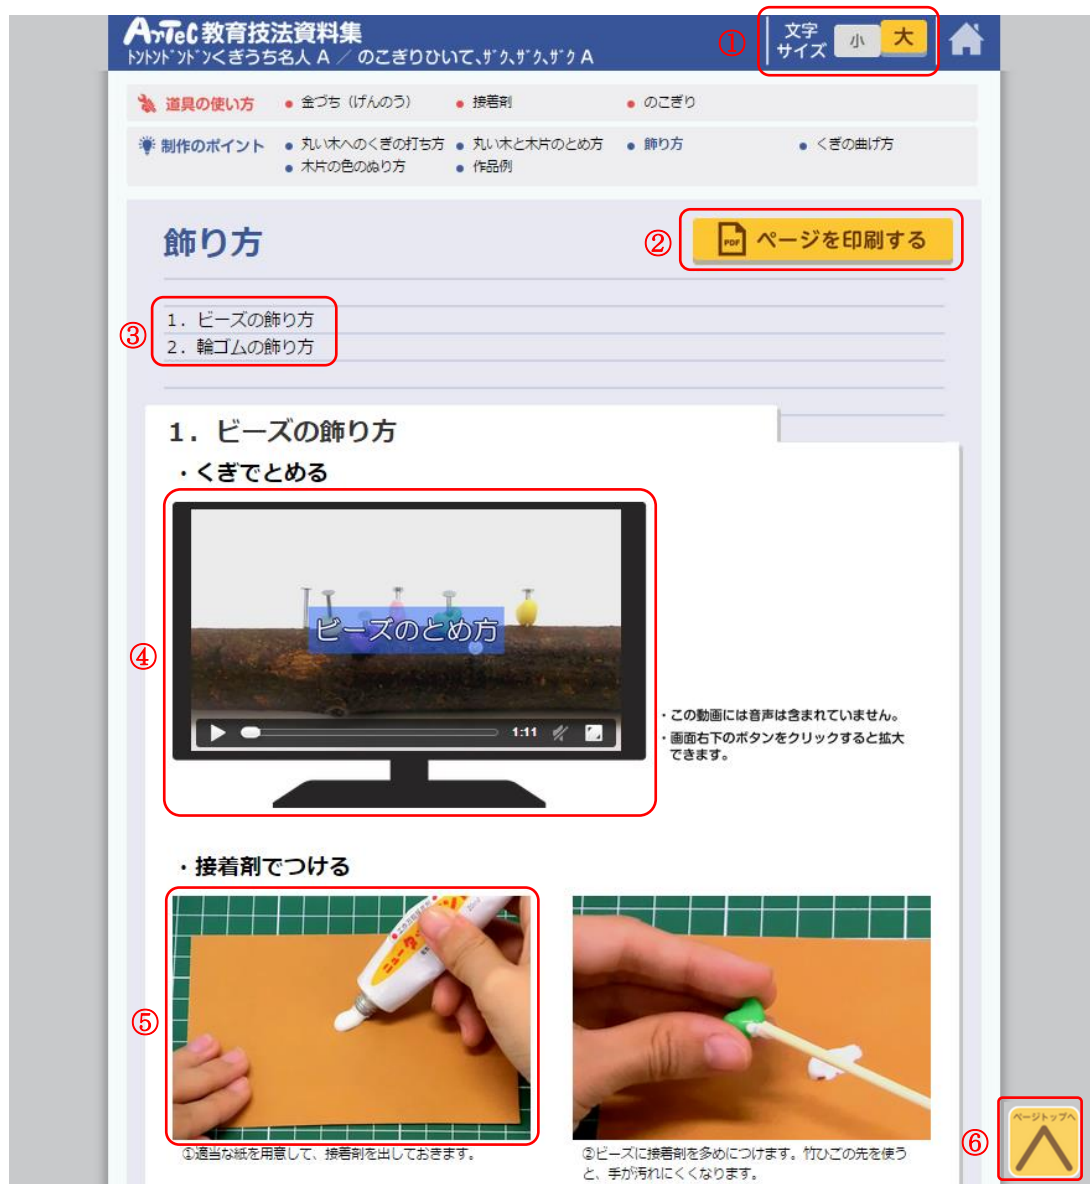 ArTeC 教育技法資料集
ﾄﾝﾄﾝﾄﾞﾝﾄﾞﾝくぎうち名人 A ／ のこぎりひいて、ｻﾞｸ､ｻﾞｸ､ｻﾞｸ A
①
文字
サイズ
小
大
道具の使い方
● 金づち（げんのう）
● 接着剤
● のこぎり
制作のポイント
● 丸い木へのくぎの打ち方
● 丸い木と木片のとめ方
● 飾り方
● くぎの曲げ方
● 木片の色のぬり方
● 作品例
飾り方
②
PDF ページを印刷する
③
1．ビーズの飾り方
2．輪ゴムの飾り方
1．ビーズの飾り方
・くぎでとめる
④
ビーズのとめ方
1:11
・この動画には音声は含まれていません。
・画面右下のボタンをクリックすると拡大
できます。
・接着剤でつける
⑤
①適当な紙を用意して、接着剤を出しておきます。
②ビーズに接着剤を多めにつけます。竹ひごの先を使う
と、手が汚れにくくなります。
⑥
ページトップへ